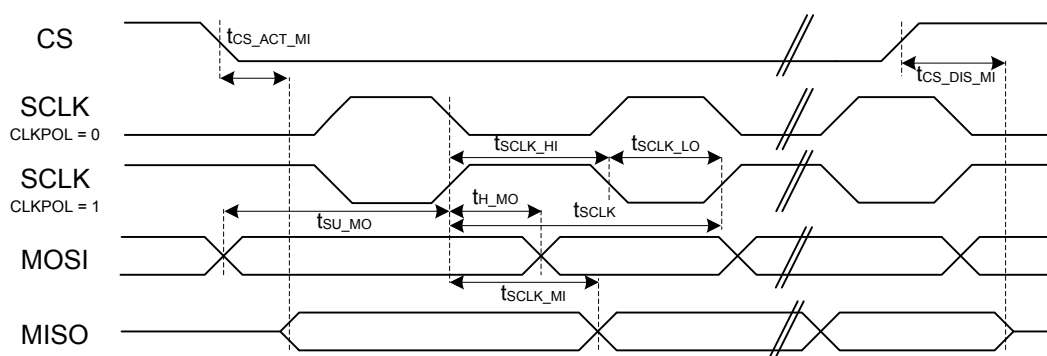 CS
tCS_ACT_MI
tCS_DIS_MI
SCLK
CLKPOL = 0
tSCLK_HI
tSCLK_LO
SCLK
CLKPOL = 1
tSU_MO
tH_MO
tSCLK
MOSI
tSCLK_MI
MISO